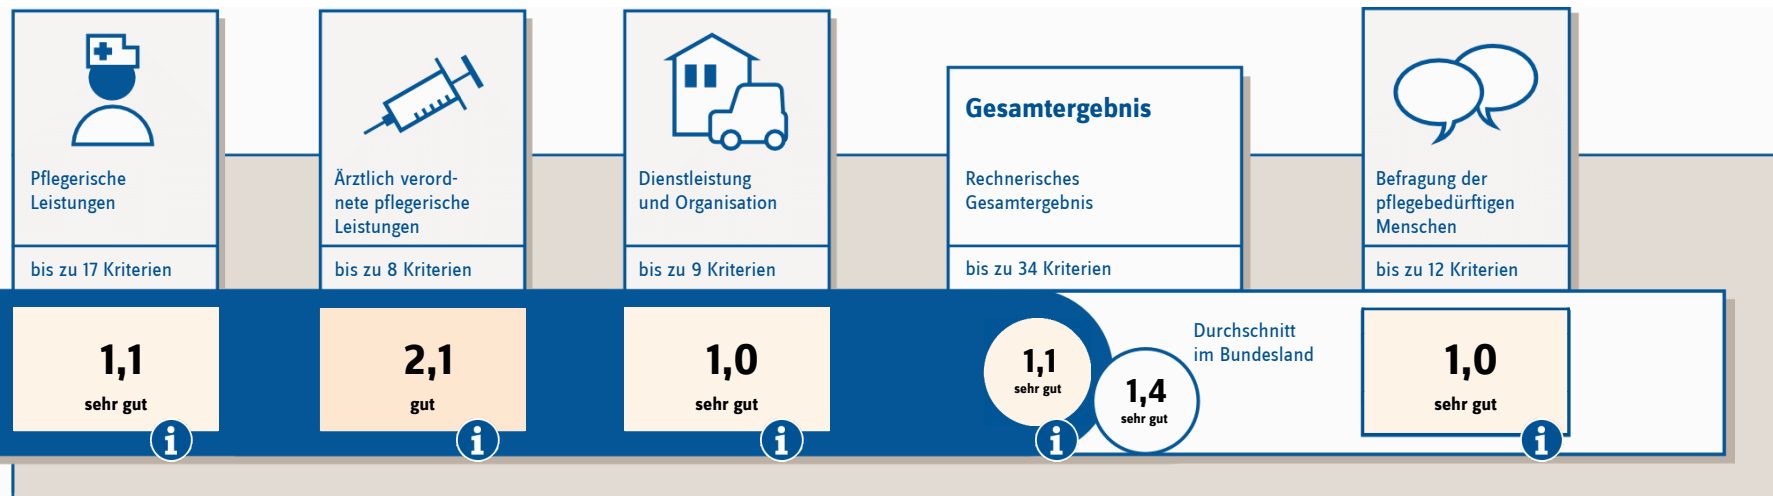 Pflegerische
Leistungen
bis zu 17 Kriterien
1,1
sehr gut
i
Ärztlich verord-
nete pflegerische
Leistungen
bis zu 8 Kriterien
2,1
gut
i
Dienstleistung
und Organisation
bis zu 9 Kriterien
1,0
sehr gut
i
Gesamtergebnis
Rechnerisches
Gesamtergebnis
bis zu 34 Kriterien
1,1
sehr gut
i
1,4
sehr gut
Durchschnitt
im Bundesland
Befragung der
pflegebedürftigen
Menschen
bis zu 12 Kriterien
1,0
sehr gut
i